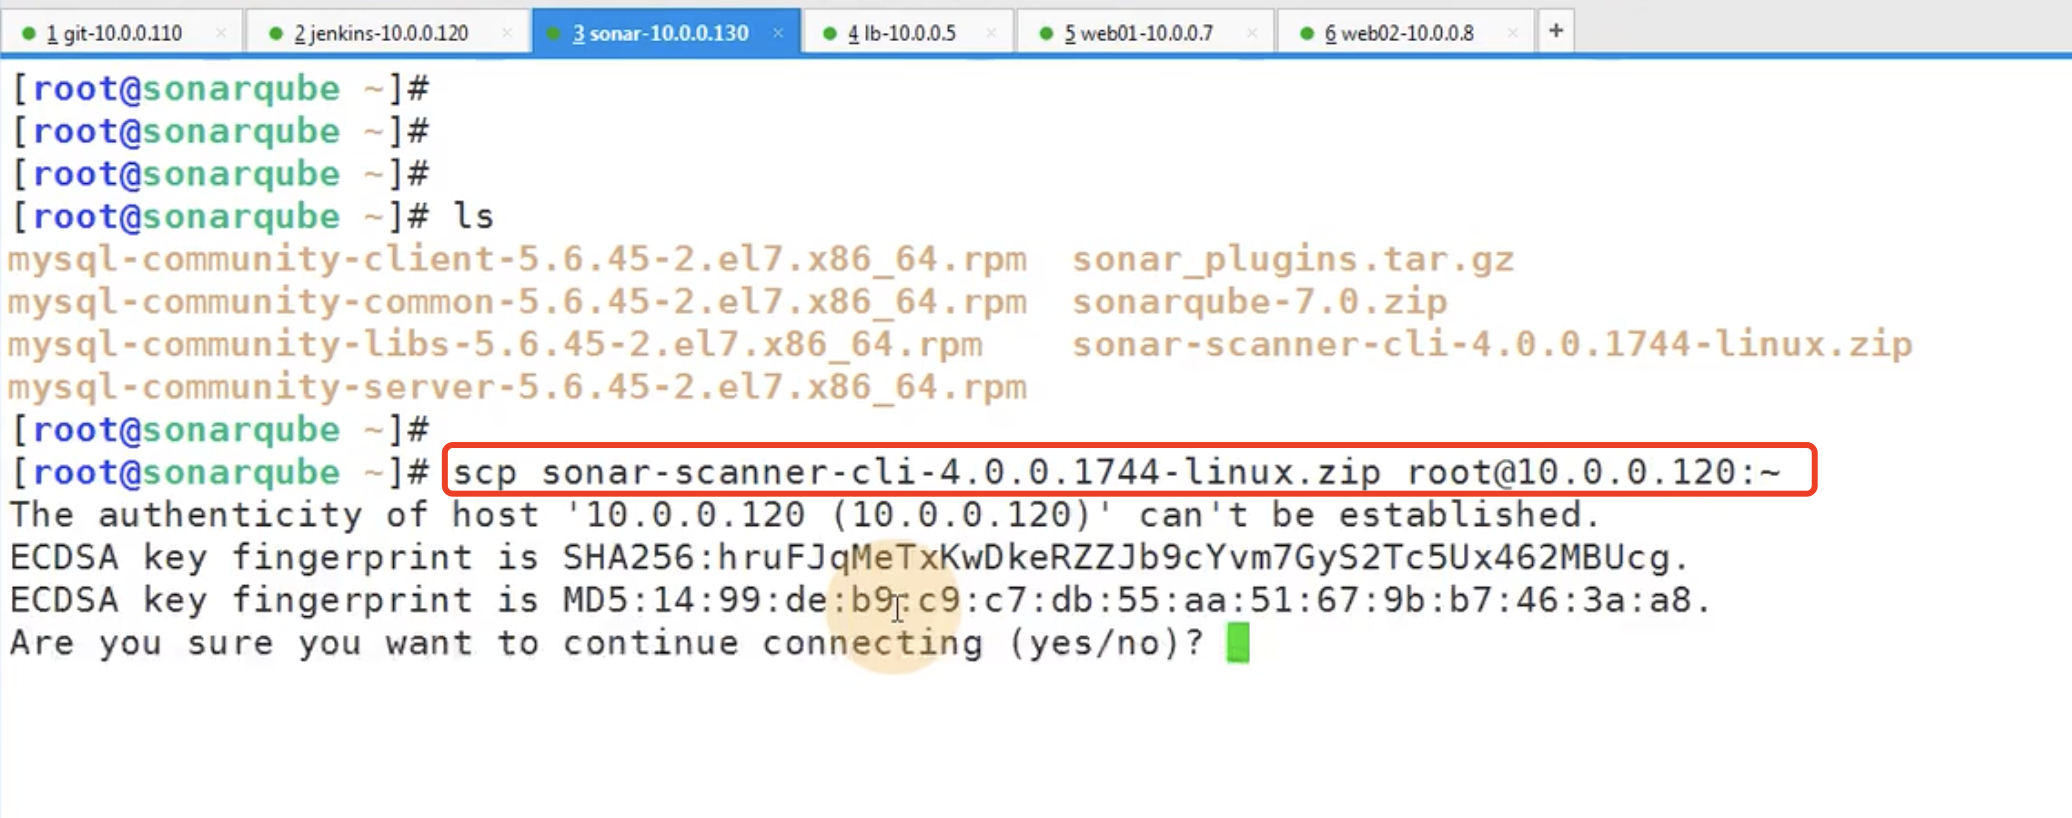 1 git-10.0.0.110 × 2 jenkins-10.0.0.120 × 3 sonar-10.0.0.130 × 4 lb-10.0.0.5 × 5 web01-10.0.0.7 × 6 web02-10.0.0.8 × +
[root@sonarqube ~]#
[root@sonarqube ~]#
[root@sonarqube ~]#
[root@sonarqube ~]# ls
mysql-community-client-5.6.45-2.el7.x86_64.rpm sonar_plugins.tar.gz
mysql-community-common-5.6.45-2.el7.x86_64.rpm sonarqube-7.0.zip
mysql-community-libs-5.6.45-2.el7.x86_64.rpm sonar-scanner-cli-4.0.0.1744-linux.zip
mysql-community-server-5.6.45-2.el7.x86_64.rpm
[root@sonarqube ~]#
[root@sonarqube ~]# scp sonar-scanner-cli-4.0.0.1744-linux.zip root@10.0.0.120:~
The authenticity of host '10.0.0.120 (10.0.0.120)' can't be established.
ECDSA key fingerprint is SHA256:hruFJqMeTxKwDkeRZZJb9cYvm7GyS2Tc5Ux462MBUcg.
ECDSA key fingerprint is MD5:14:99:de:b9:c9:c7:db:55:aa:51:67:9b:b7:46:3a:a8.
Are you sure you want to continue connecting (yes/no)?